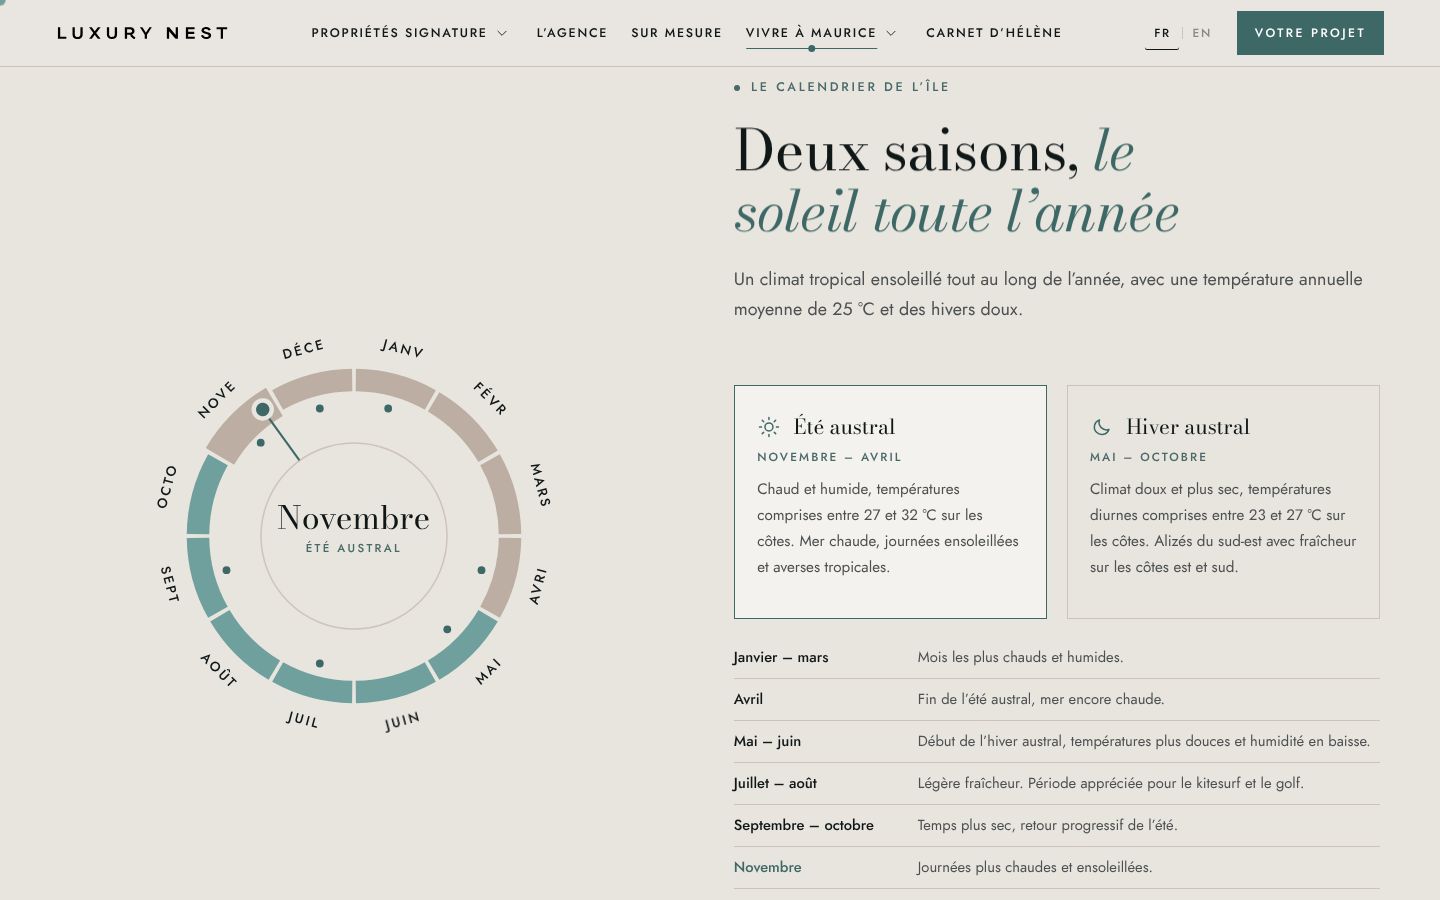 LUXURY NEST
PROPRIÉTÉS SIGNATURE
L’AGENCE
SUR MESURE
VIVRE À MAURICE
CARNET D’HÉLÈNE
FR
EN
VOTRE PROJET
LE CALENDRIER DE L’ÎLE
Deux saisons, le
soleil toute l’année
Un climat tropical ensoleillé tout au long de l’année, avec une température annuelle
moyenne de 25 °C et des hivers doux.
JANV
FÉVR
MARS
AVRI
MAI
JUIN
JUIL
AOÛT
SEPT
OCTO
NOVE
DÉCE
Novembre
ÉTÉ AUSTRAL
Été austral
NOVEMBRE – AVRIL
Chaud et humide, températures
comprises entre 27 et 32 °C sur les
côtes. Mer chaude, journées ensoleillées
et averses tropicales.
Hiver austral
MAI – OCTOBRE
Climat doux et plus sec, températures
diurnes comprises entre 23 et 27 °C sur
les côtes. Alizés du sud-est avec fraîcheur
sur les côtes est et sud.
Janvier – mars
Mois les plus chauds et humides.
Avril
Fin de l’été austral, mer encore chaude.
Mai – juin
Début de l’hiver austral, températures plus douces et humidité en baisse.
Juillet – août
Légère fraîcheur. Période appréciée pour le kitesurf et le golf.
Septembre – octobre
Temps plus sec, retour progressif de l’été.
Novembre
Journées plus chaudes et ensoleillées.